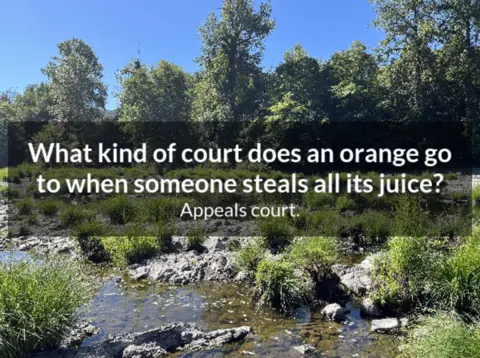 What kind of court does an orange go
to when someone steals all its juice?
Appeals court.